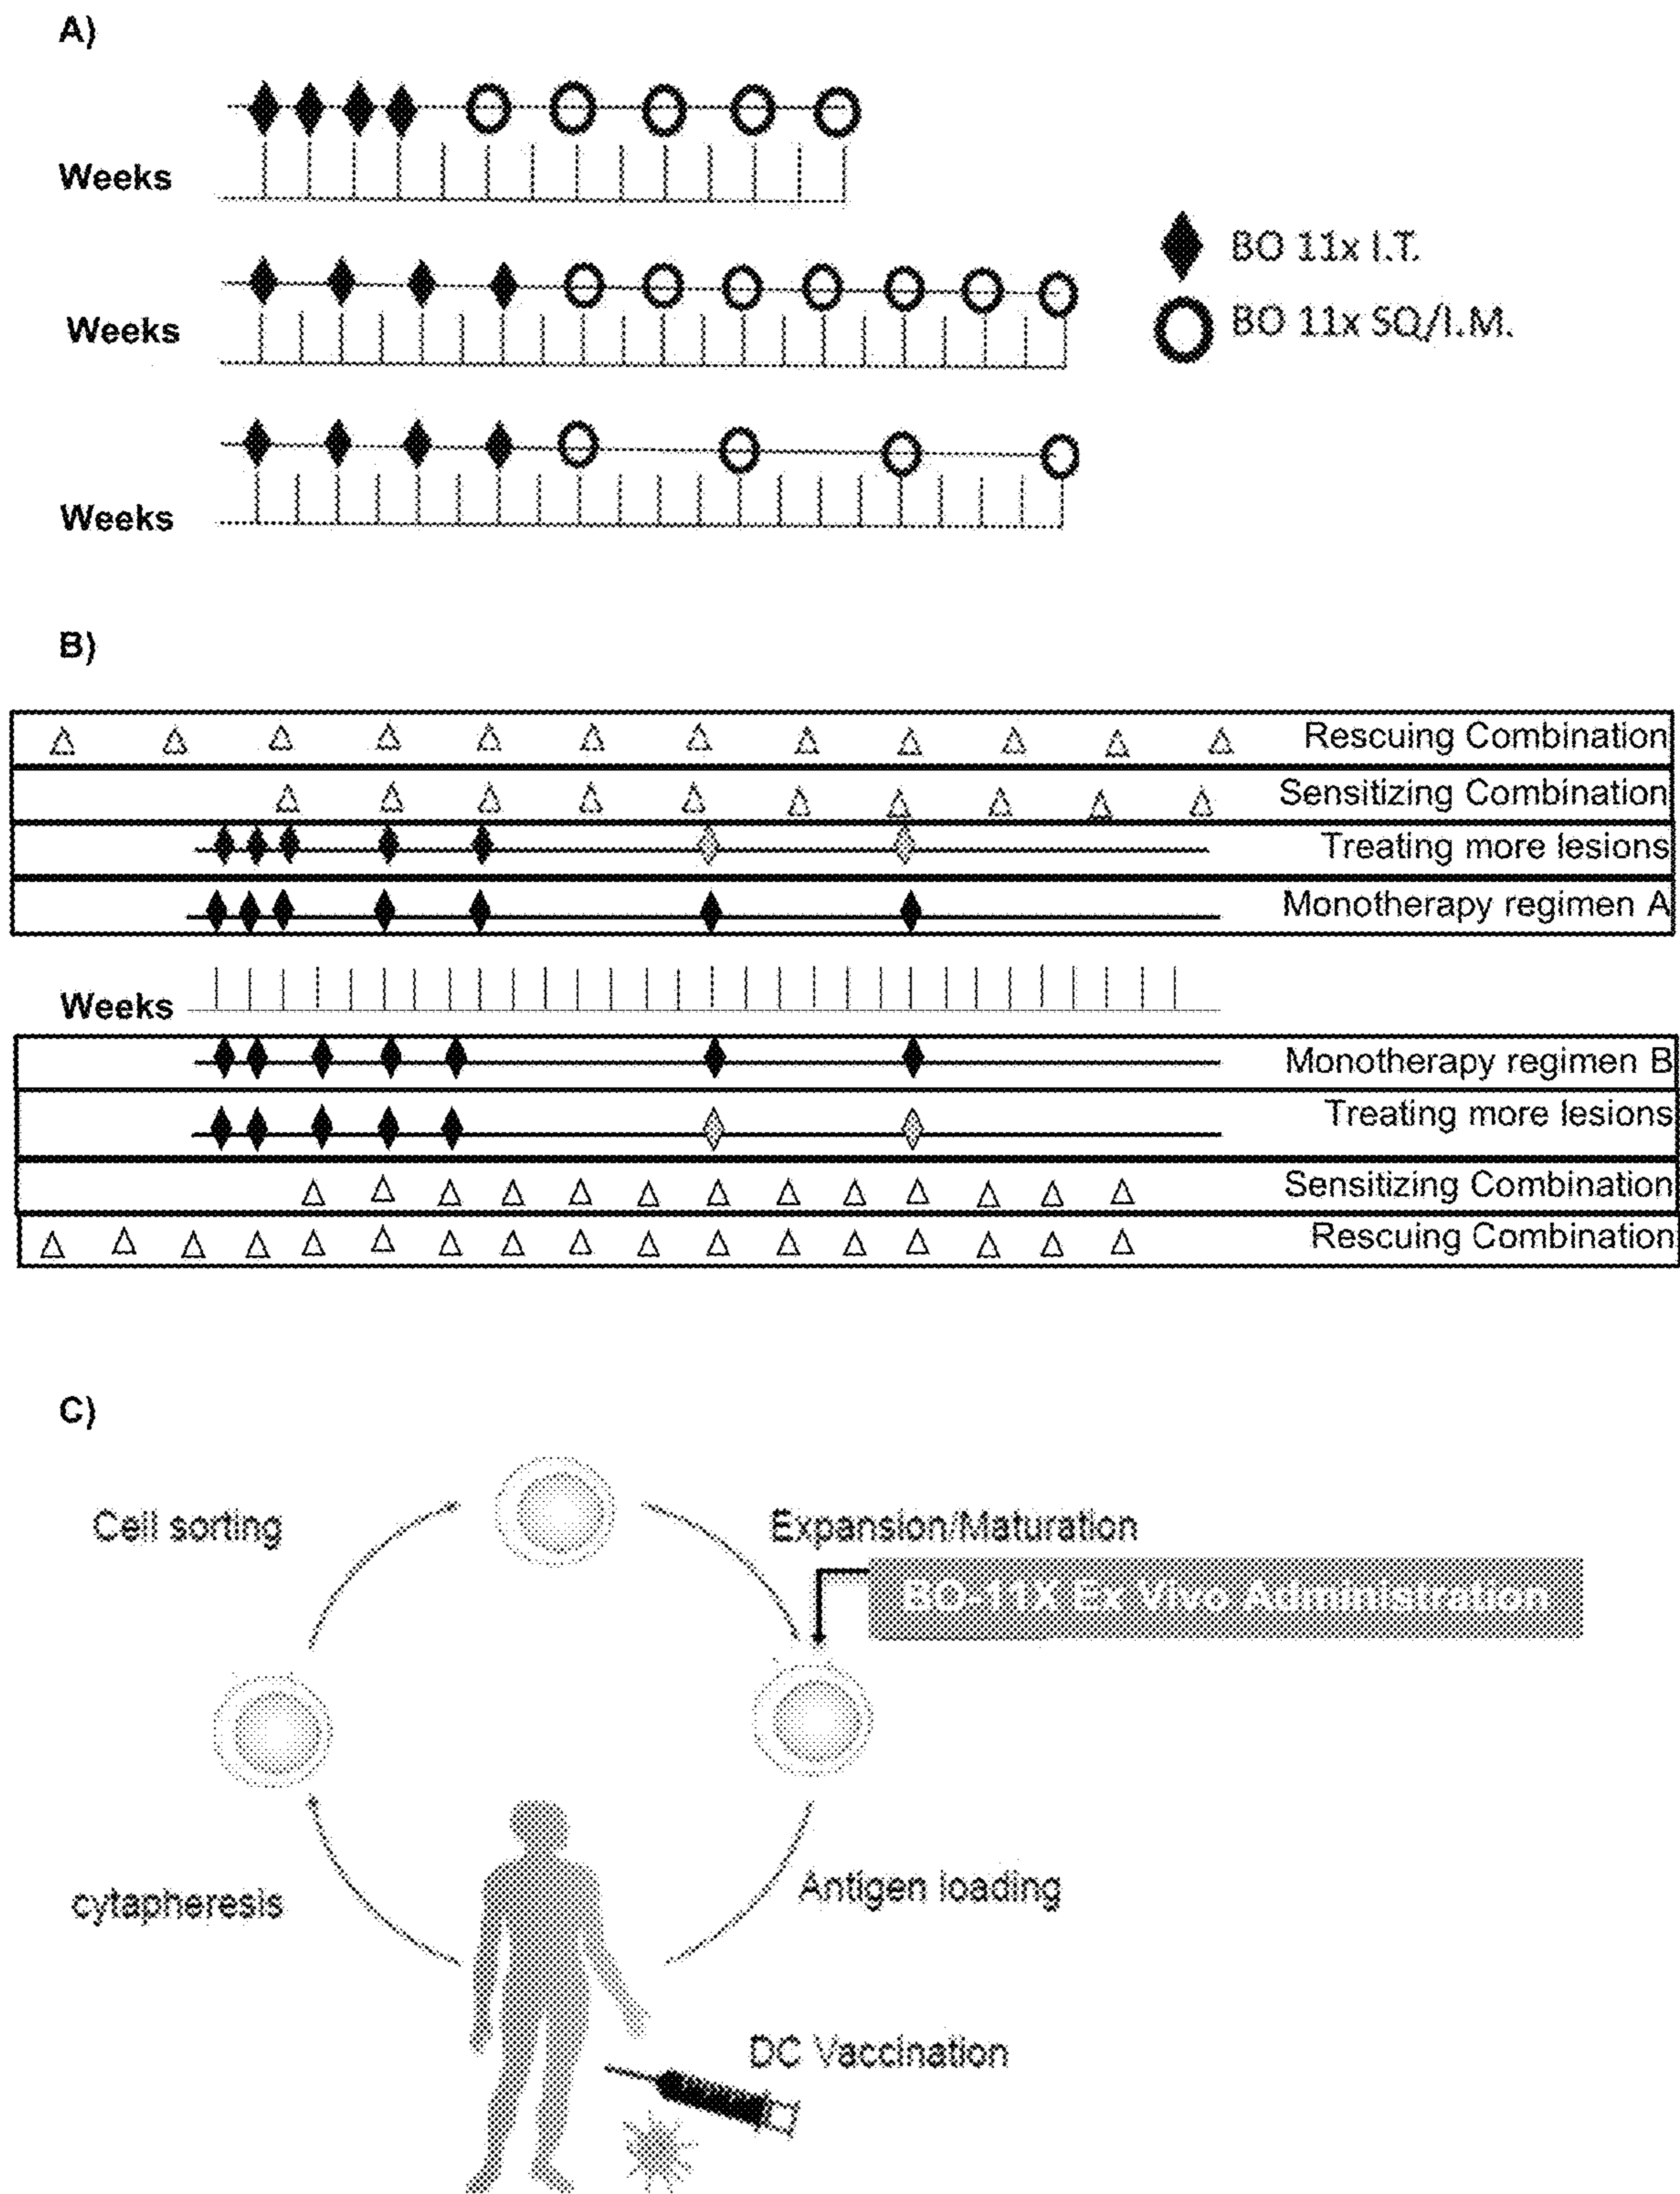 A)
Weeks
BO 11x I.T.
BO 11x SQ/I.M.
Weeks
Weeks
B)
Rescuing Combination
Sensitizing Combination
Treating more lesions
Monotherapy regimen A
Weeks
Monotherapy regimen B
Treating more lesions
Sensitizing Combination
Rescuing Combination
C)
Cell sorting
Expansion/Maturation
BO-11X Ex Vivo Administration
cytapheresis
Antigen loading
DC Vaccination